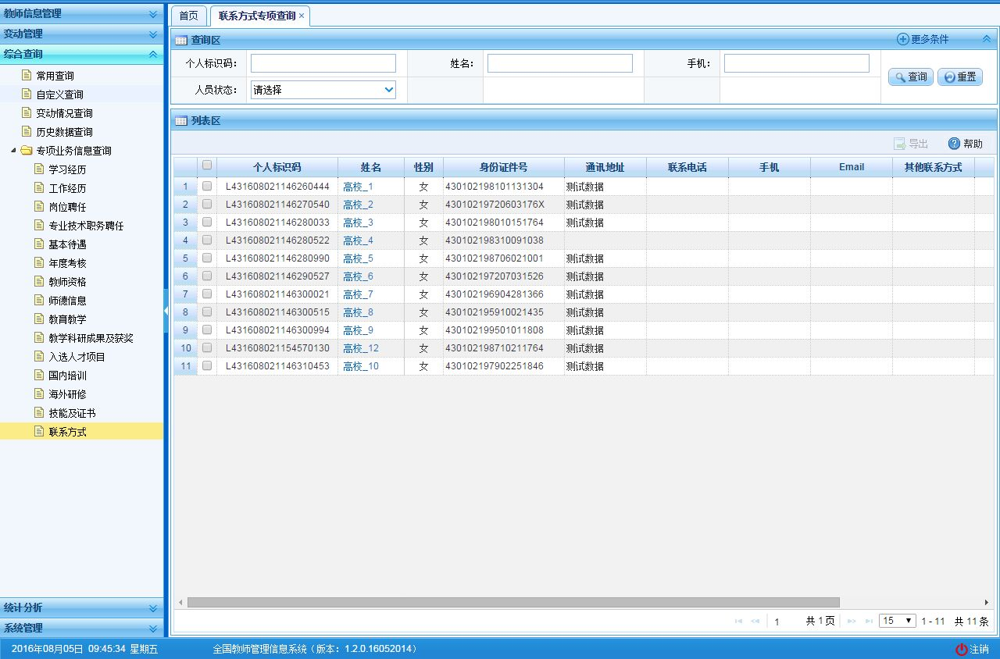 教师信息管理
变动管理
综合查询
常用查询
自定义查询
变动情况查询
历史数据查询
专项业务信息查询
学习经历
工作经历
岗位聘任
专业技术职务聘任
基本待遇
年度考核
教师资格
师德信息
教育教学
教学科研成果及获奖
入选人才项目
国内培训
海外研修
技能及证书
联系方式
统计分析
系统管理
首页 联系方式专项查询 ×
查询区 更多条件
个人标识码： 姓名： 手机：
人员状态： 请选择
查询 重置
列表区
导出 帮助
个人标识码 姓名 性别 身份证件号 通讯地址 联系电话 手机 Email 其他联系方式
1 L431608021146260444 高校_1 女 430102198101131304 测试数据
2 L431608021146270540 高校_2 女 43010219720603176X 测试数据
3 L431608021146280033 高校_3 女 430102198010151764 测试数据
4 L431608021146280522 高校_4 女 430102198310091038
5 L431608021146280990 高校_5 女 430102198706021001 测试数据
6 L431608021146290527 高校_6 女 430102197207031526 测试数据
7 L431608021146300021 高校_7 女 430102196904281366 测试数据
8 L431608021146300515 高校_8 女 430102195910021435 测试数据
9 L431608021146300994 高校_9 女 430102199501011808 测试数据
10 L431608021154570130 高校_12 女 430102198710211764 测试数据
11 L431608021146310453 高校_10 女 430102197902251846 测试数据
1 共 1 页 15 1 - 11 共 11 条
2016年08月05日 09:45:34 星期五 全国教师管理信息系统（版本：1.2.0.16052014） 注销